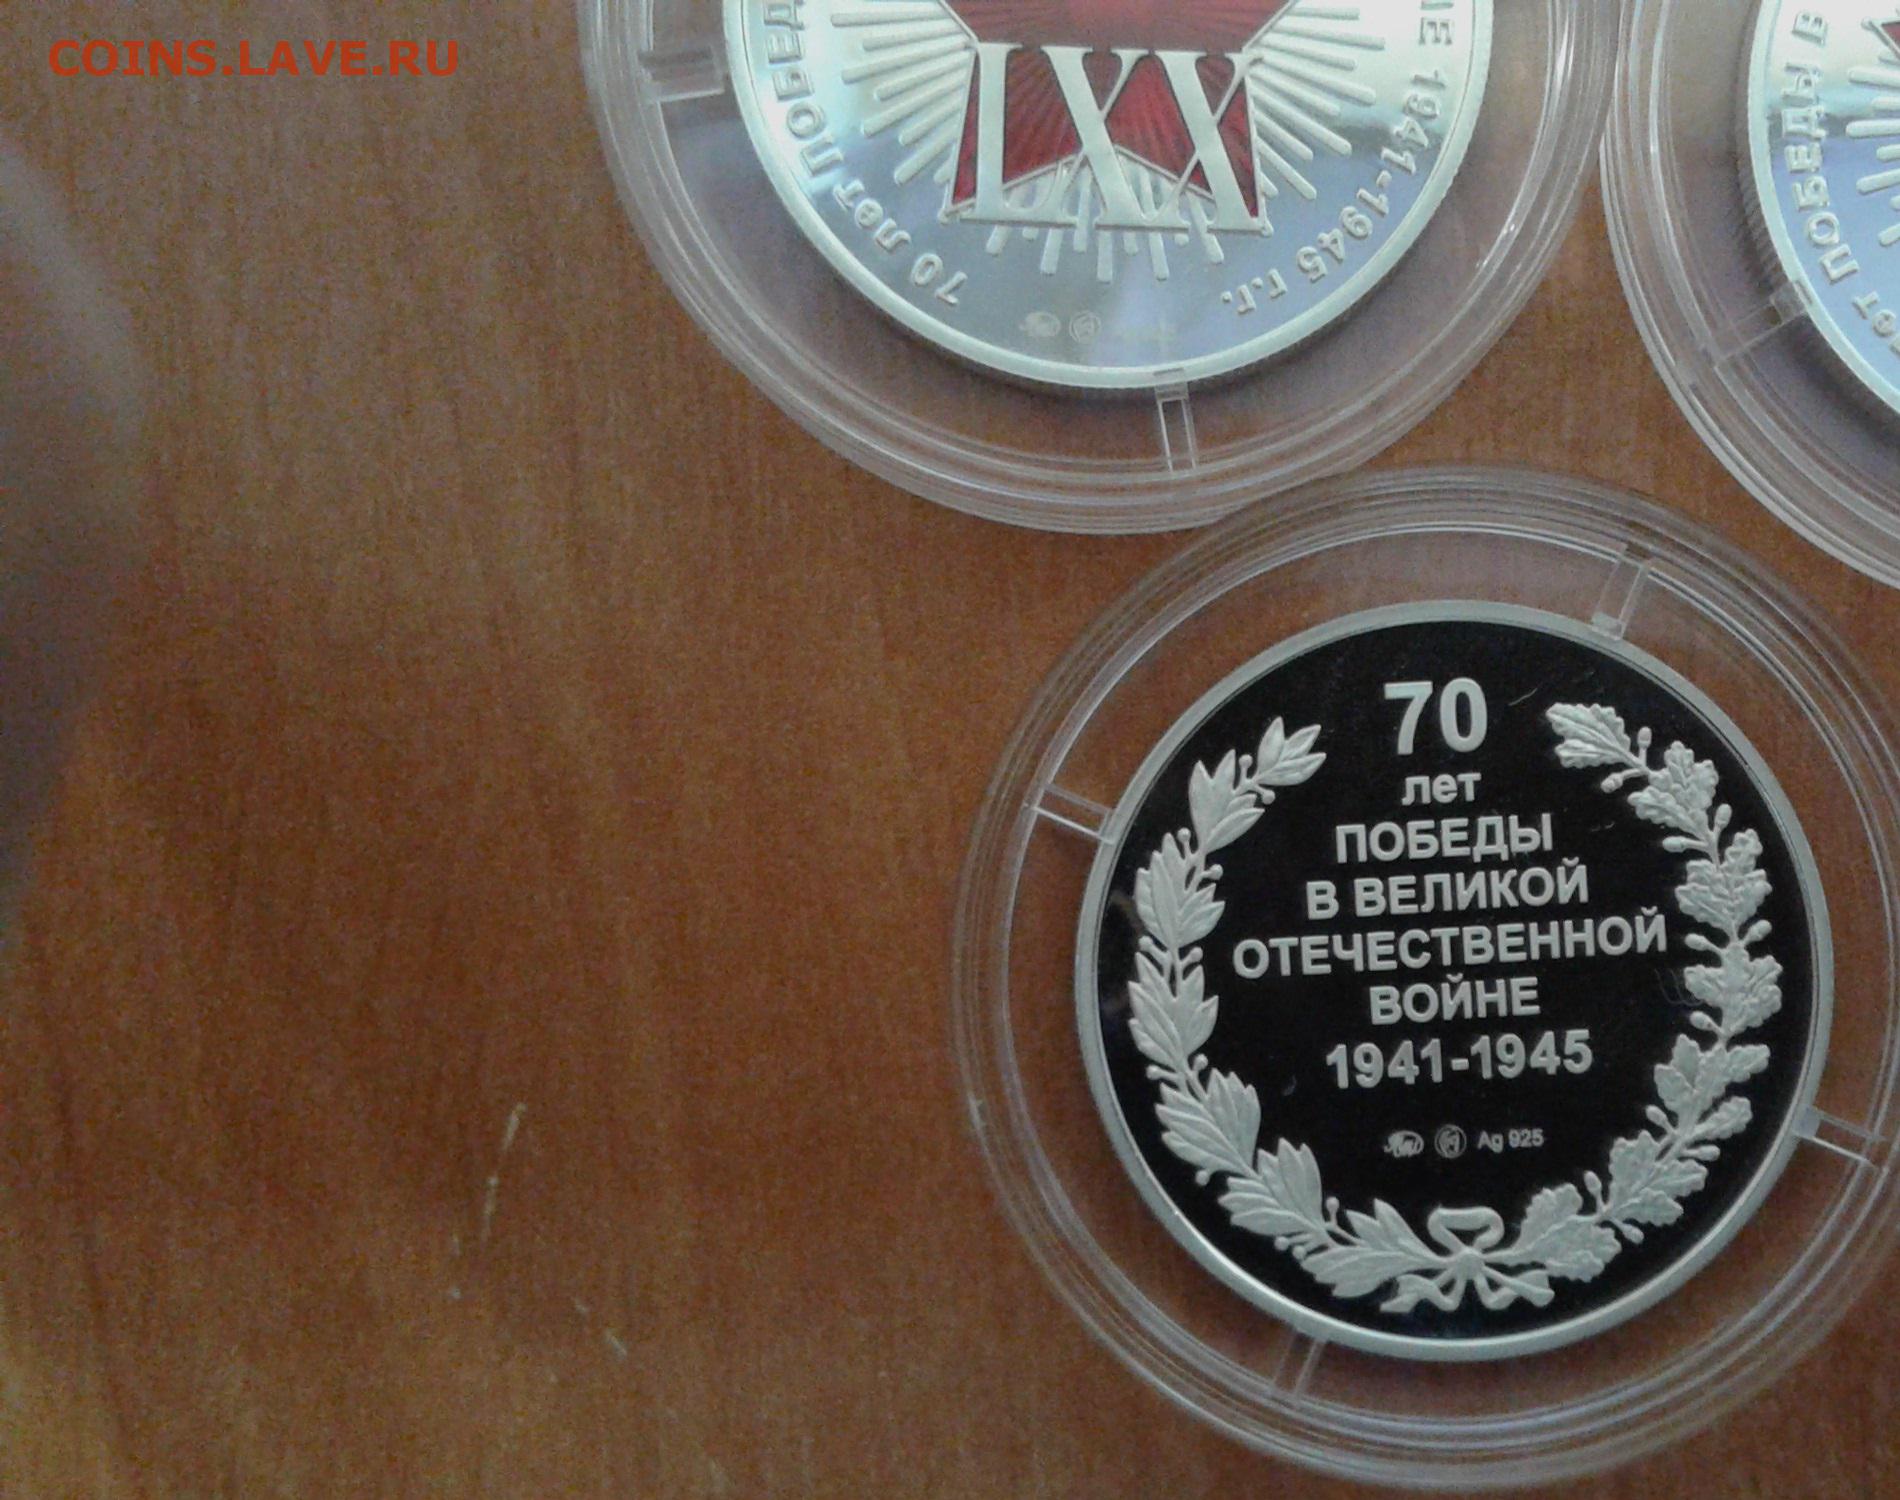 COINS.LAVE.RU
70 лет ПОБЕД
LXX
1941-1945 г.г.
ПОБЕДЫ В
70
лет
ПОБЕДЫ
В ВЕЛИКОЙ
ОТЕЧЕСТВЕННОЙ
ВОЙНЕ
1941-1945
Ag 925